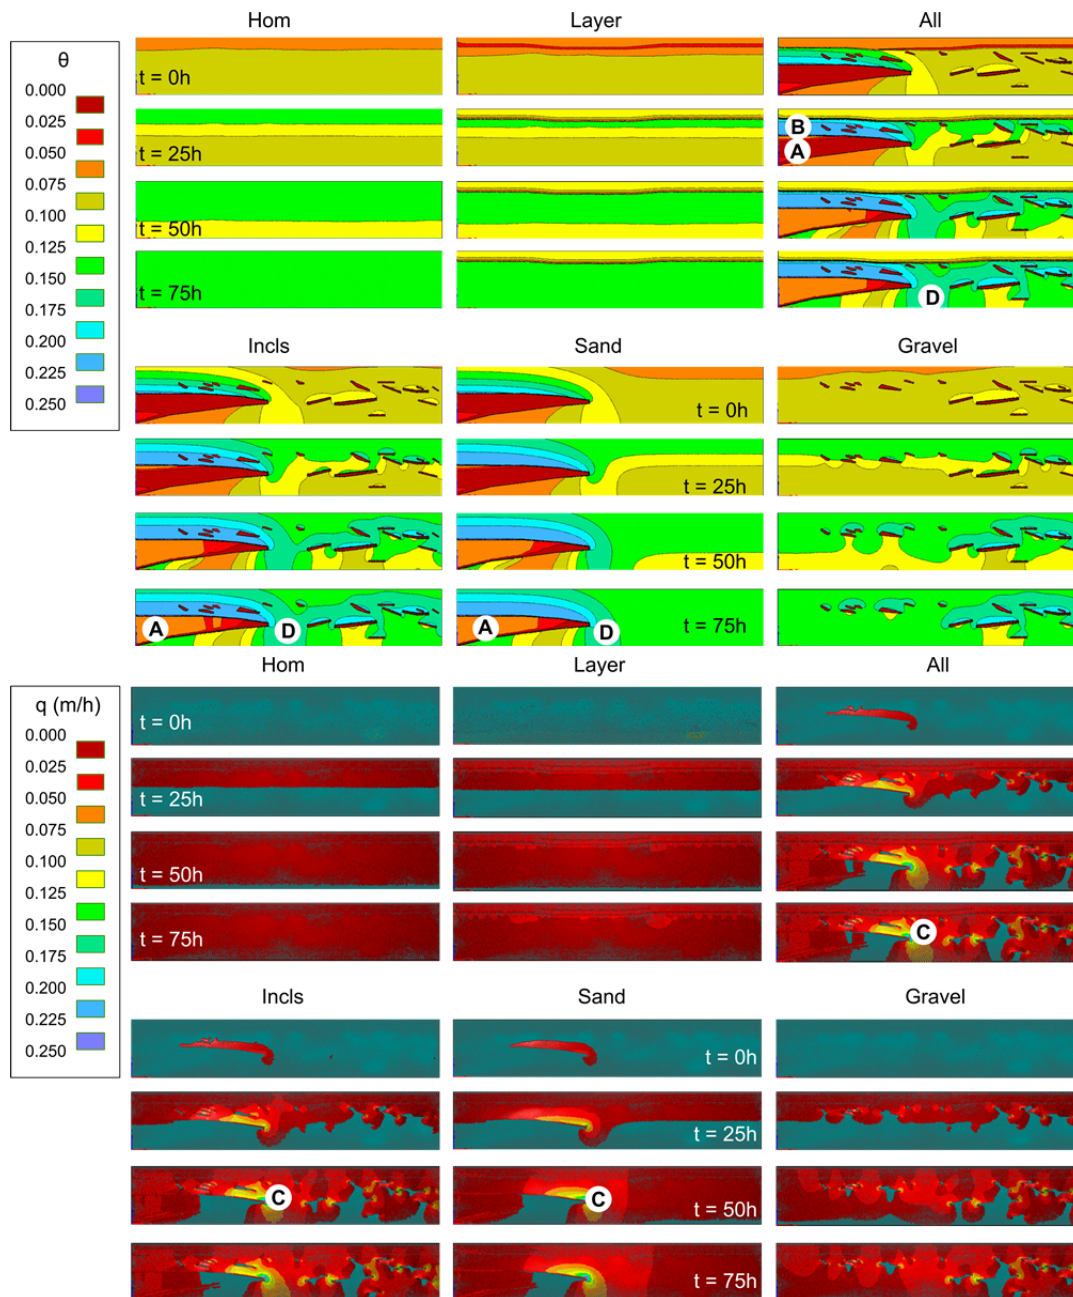 Hom Layer All
θ
0.000
0.025
0.050
0.075
0.100
0.125
0.150
0.175
0.200
0.225
0.250
t = 0h
t = 25h
B
A
t = 50h
t = 75h
D
Incls Sand Gravel
t = 0h
t = 25h
t = 50h
A D A D t = 75h
Hom Layer All
q (m/h)
0.000
0.025
0.050
0.075
0.100
0.125
0.150
0.175
0.200
0.225
0.250
t = 0h
t = 25h
t = 50h
t = 75h
C
Incls Sand Gravel
t = 0h
t = 25h
C C t = 50h
t = 75h